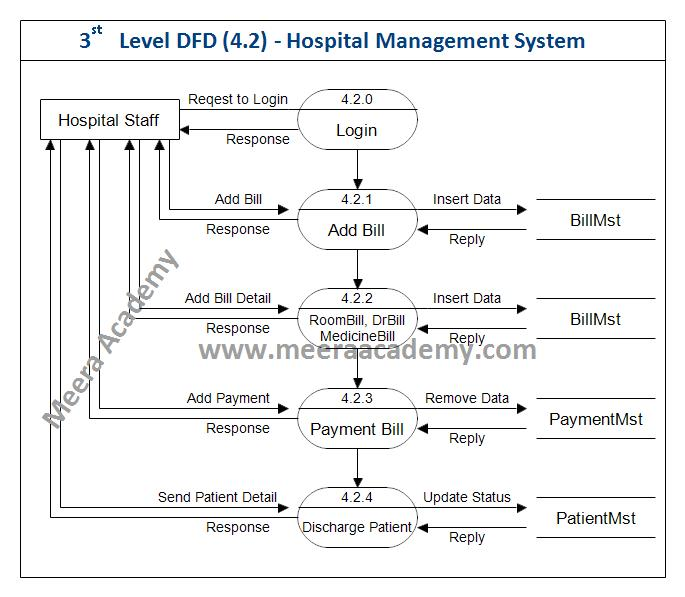 3st Level DFD (4.2) - Hospital Management System
Hospital Staff
Reqest to Login
Response
4.2.0
Login
Add Bill
Response
4.2.1
Add Bill
Insert Data
Reply
BillMst
Add Bill Detail
Response
4.2.2
RoomBill, DrBill
MedicineBill
Insert Data
Reply
BillMst
Meera Academy
www.meeraacademy.com
Add Payment
Response
4.2.3
Payment Bill
Remove Data
Reply
PaymentMst
Send Patient Detail
Response
4.2.4
Discharge Patient
Update Status
Reply
PatientMst